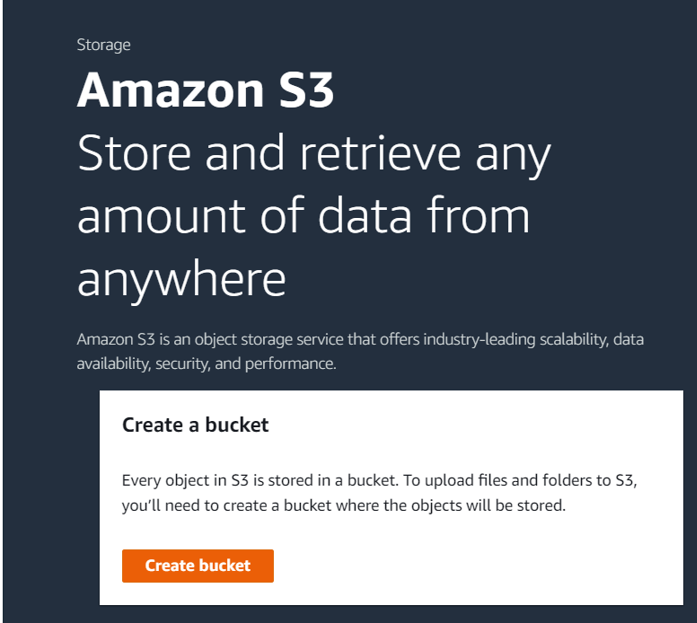 Storage
Amazon S3
Store and retrieve any
amount of data from
anywhere
Amazon S3 is an object storage service that offers industry-leading scalability, data
availability, security, and performance.
Create a bucket
Every object in S3 is stored in a bucket. To upload files and folders to S3,
you’ll need to create a bucket where the objects will be stored.
Create bucket